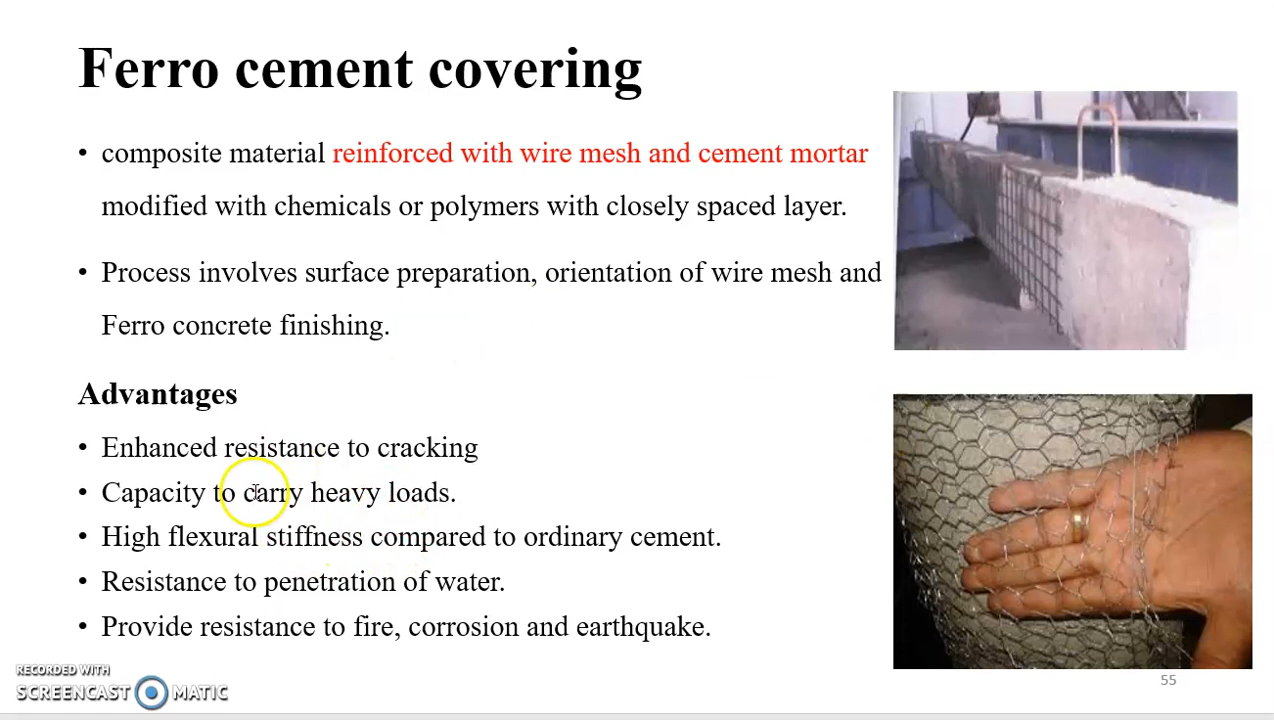 Ferro cement covering
• composite material reinforced with wire mesh and cement mortar
modified with chemicals or polymers with closely spaced layer.
• Process involves surface preparation, orientation of wire mesh and
Ferro concrete finishing.
Advantages
• Enhanced resistance to cracking
• Capacity to carry heavy loads.
• High flexural stiffness compared to ordinary cement.
• Resistance to penetration of water.
• Provide resistance to fire, corrosion and earthquake.
RECORDED WITH
SCREENCAST MATIC
55